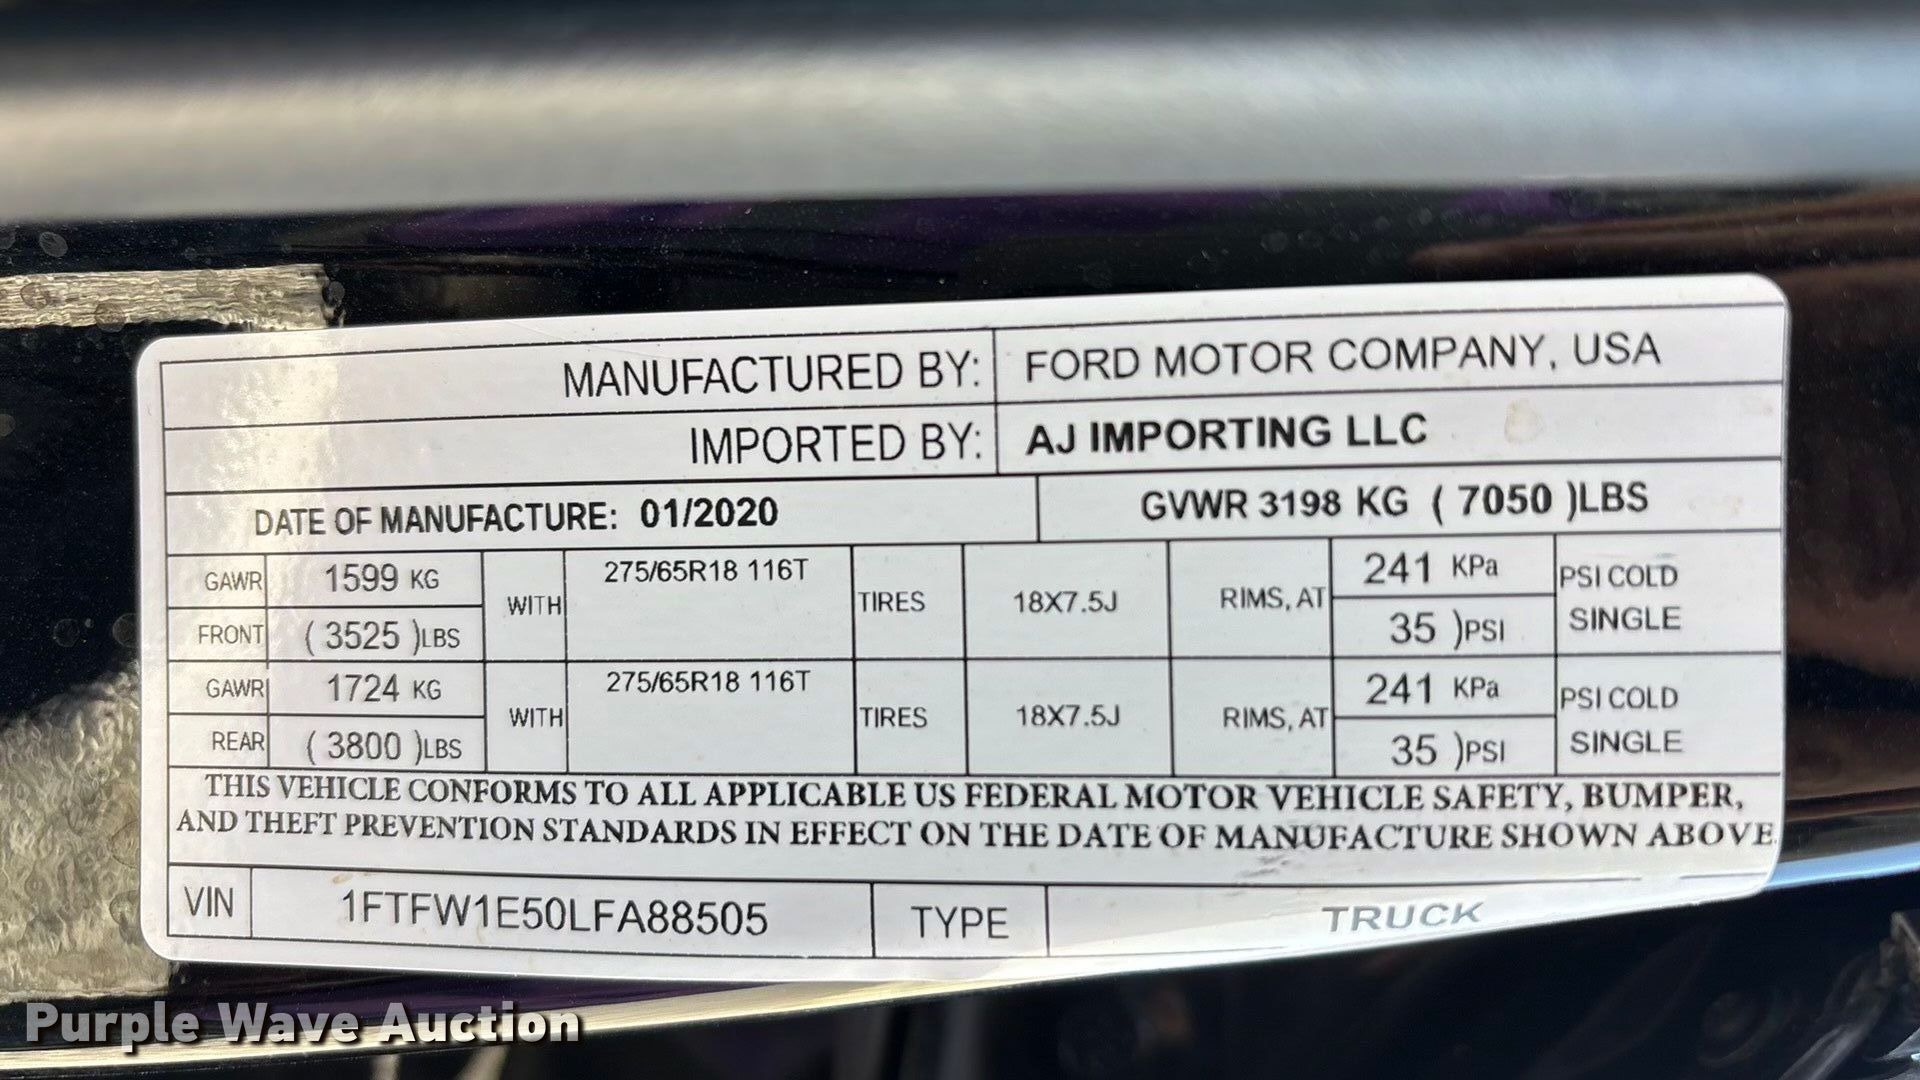 MANUFACTURED BY: FORD MOTOR COMPANY, USA
IMPORTED BY: AJ IMPORTING LLC
DATE OF MANUFACTURE: 01/2020 GVWR 3198 KG ( 7050 )LBS
GAWR 1599 KG WITH 275/65R18 116T TIRES 18X7.5J RIMS, AT 241 KPa PSI COLD
FRONT ( 3525 )LBS 35 )PSI SINGLE
GAWR 1724 KG WITH 275/65R18 116T TIRES 18X7.5J RIMS, AT 241 KPa PSI COLD
REAR ( 3800 )LBS 35 )PSI SINGLE
THIS VEHICLE CONFORMS TO ALL APPLICABLE US FEDERAL MOTOR VEHICLE SAFETY, BUMPER,
AND THEFT PREVENTION STANDARDS IN EFFECT ON THE DATE OF MANUFACTURE SHOWN ABOVE.
VIN 1FTFW1E50LFA88505 TYPE TRUCK
Purple Wave Auction